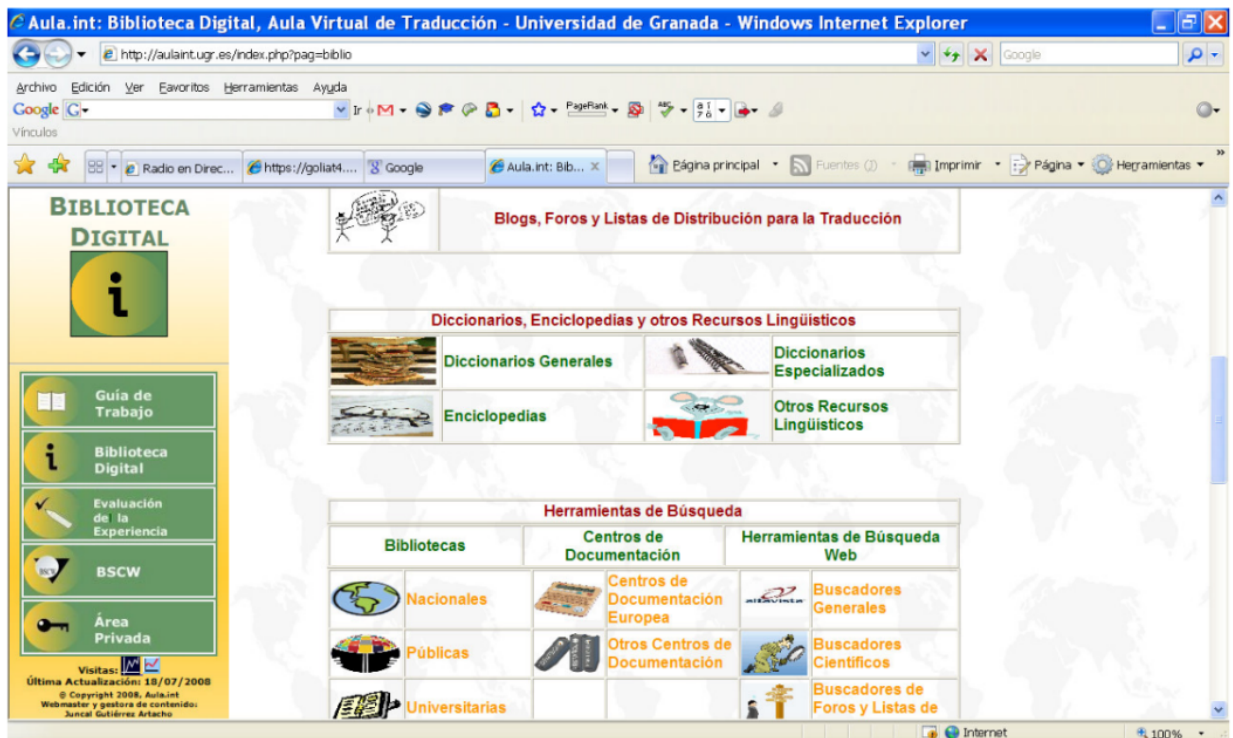 Aula.int: Biblioteca Digital, Aula Virtual de Traducción - Universidad de Granada - Windows Internet Explorer
http://aulaint.ugr.es/index.php?pag=biblio
Google
Archivo Edición Ver Favoritos Herramientas Ayuda
Google G Ir PageRank
Vínculos
Radio en Direc... https://goliat4.... Google Aula.int: Bib... Página principal Fuentes (J) Imprimir Página Herramientas
BIBLIOTECA
DIGITAL
i
Guía de
Trabajo
Biblioteca
Digital
Evaluación
de la
Experiencia
BSCW
Área
Privada
Visitas:
Última Actualización: 18/07/2008
© Copyright 2008, Aula.int
Webmaster y gestora de contenido:
Juncal Gutiérrez Artacho
Blogs, Foros y Listas de Distribución para la Traducción
Diccionarios, Enciclopedias y otros Recursos Lingüisticos
Diccionarios Generales
Diccionarios
Especializados
Enciclopedias
Otros Recursos
Lingüisticos
Herramientas de Búsqueda
Bibliotecas
Centros de
Documentación
Herramientas de Búsqueda
Web
Nacionales
Centros de
Documentación
Europea
altavista
Buscadores
Generales
Públicas
Otros Centros de
Documentación
Buscadores
Científicos
Universitarias
Buscadores de
Foros y Listas de
Internet 100%